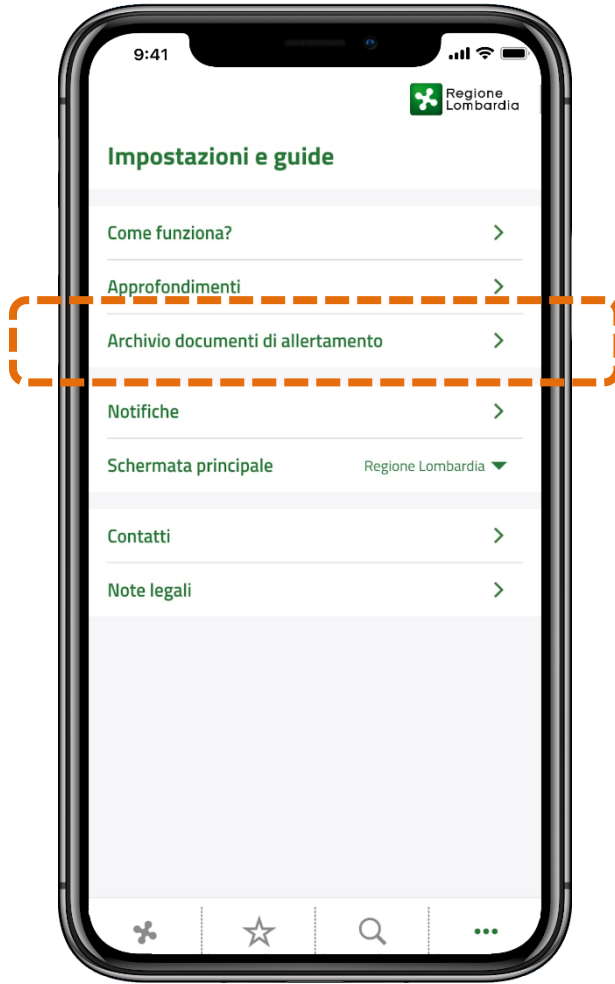 9:41
Regione
Lombardia
Impostazioni e guide
Come funziona?
Approfondimenti
Archivio documenti di allertamento
Notifiche
Schermata principale Regione Lombardia
Contatti
Note legali